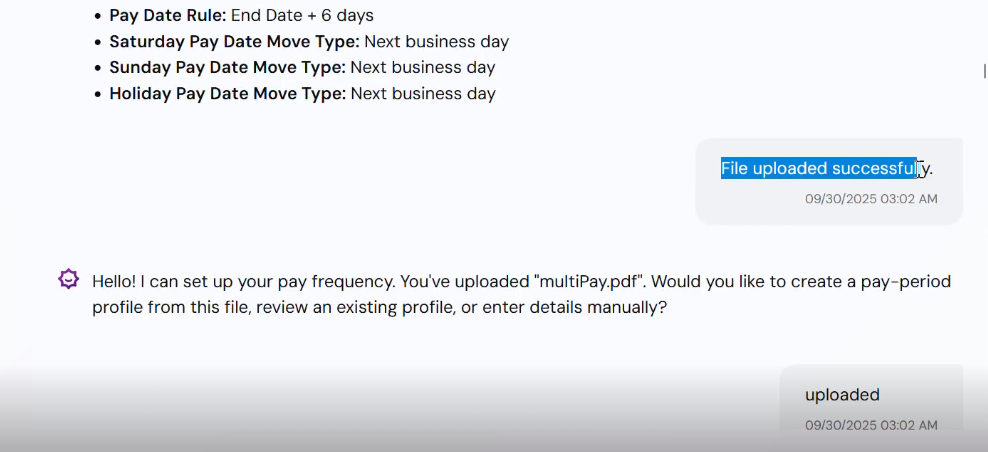 • Pay Date Rule: End Date + 6 days
• Saturday Pay Date Move Type: Next business day
• Sunday Pay Date Move Type: Next business day
• Holiday Pay Date Move Type: Next business day
File uploaded successfully.
09/30/2025 03:02 AM
Hello! I can set up your pay frequency. You've uploaded "multiPay.pdf". Would you like to create a pay-period
profile from this file, review an existing profile, or enter details manually?
uploaded
09/30/2025 03:02 AM